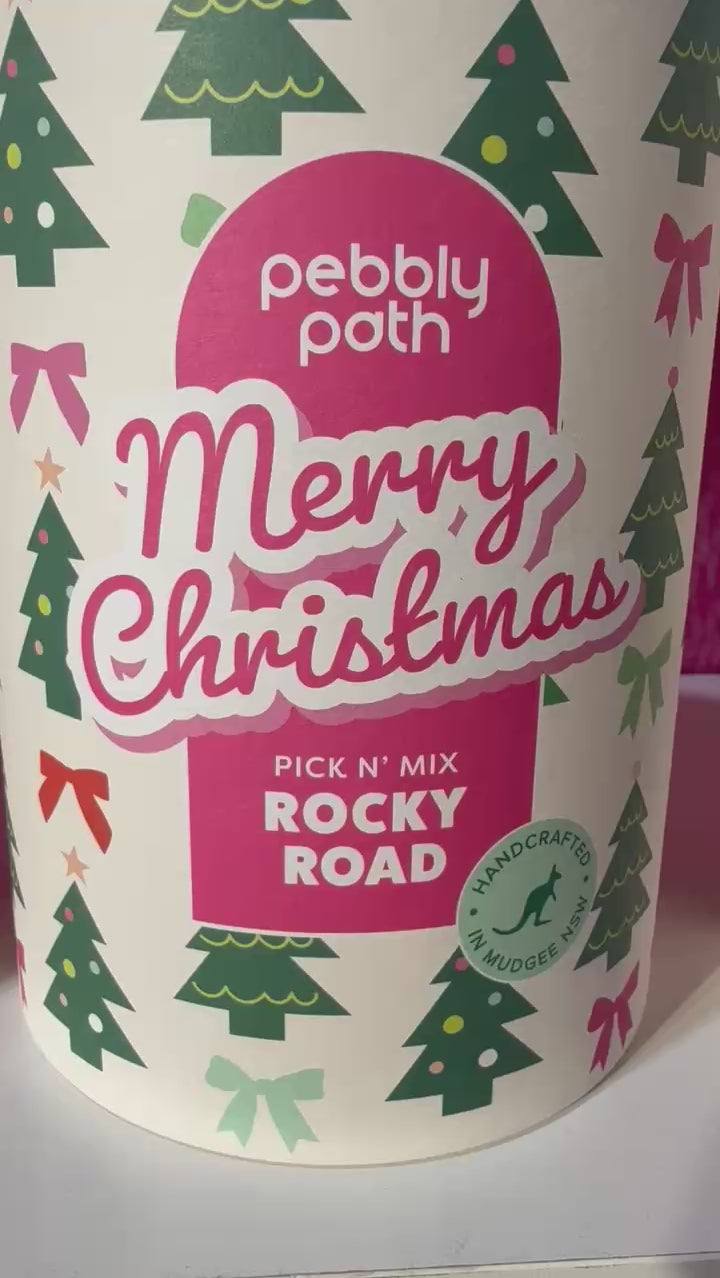 pebbly
path
Merry
Christmas
PICK N' MIX
ROCKY
ROAD
HANDCRAFTED
IN MUDGEE NSW